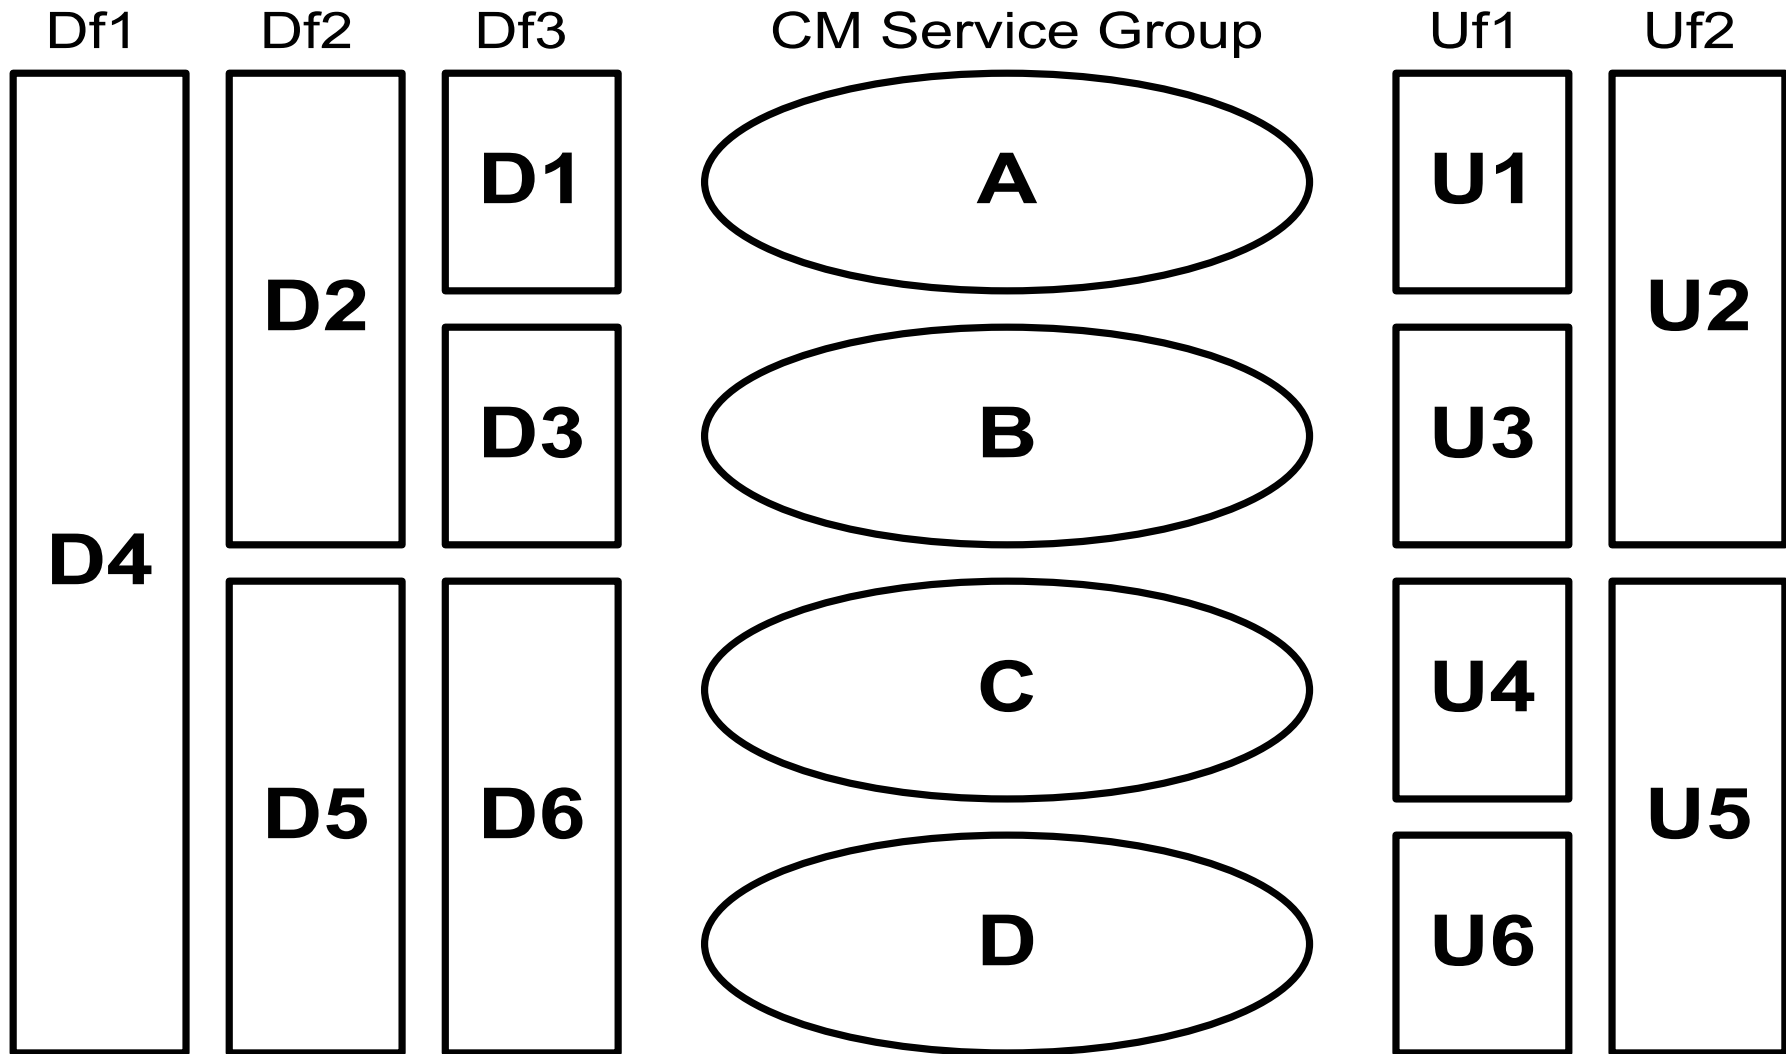 Df1 Df2 Df3 CM Service Group Uf1 Uf2
D1 A U1
D2 U2
D3 B U3
D4
C U4
D5 D6 U5
D U6